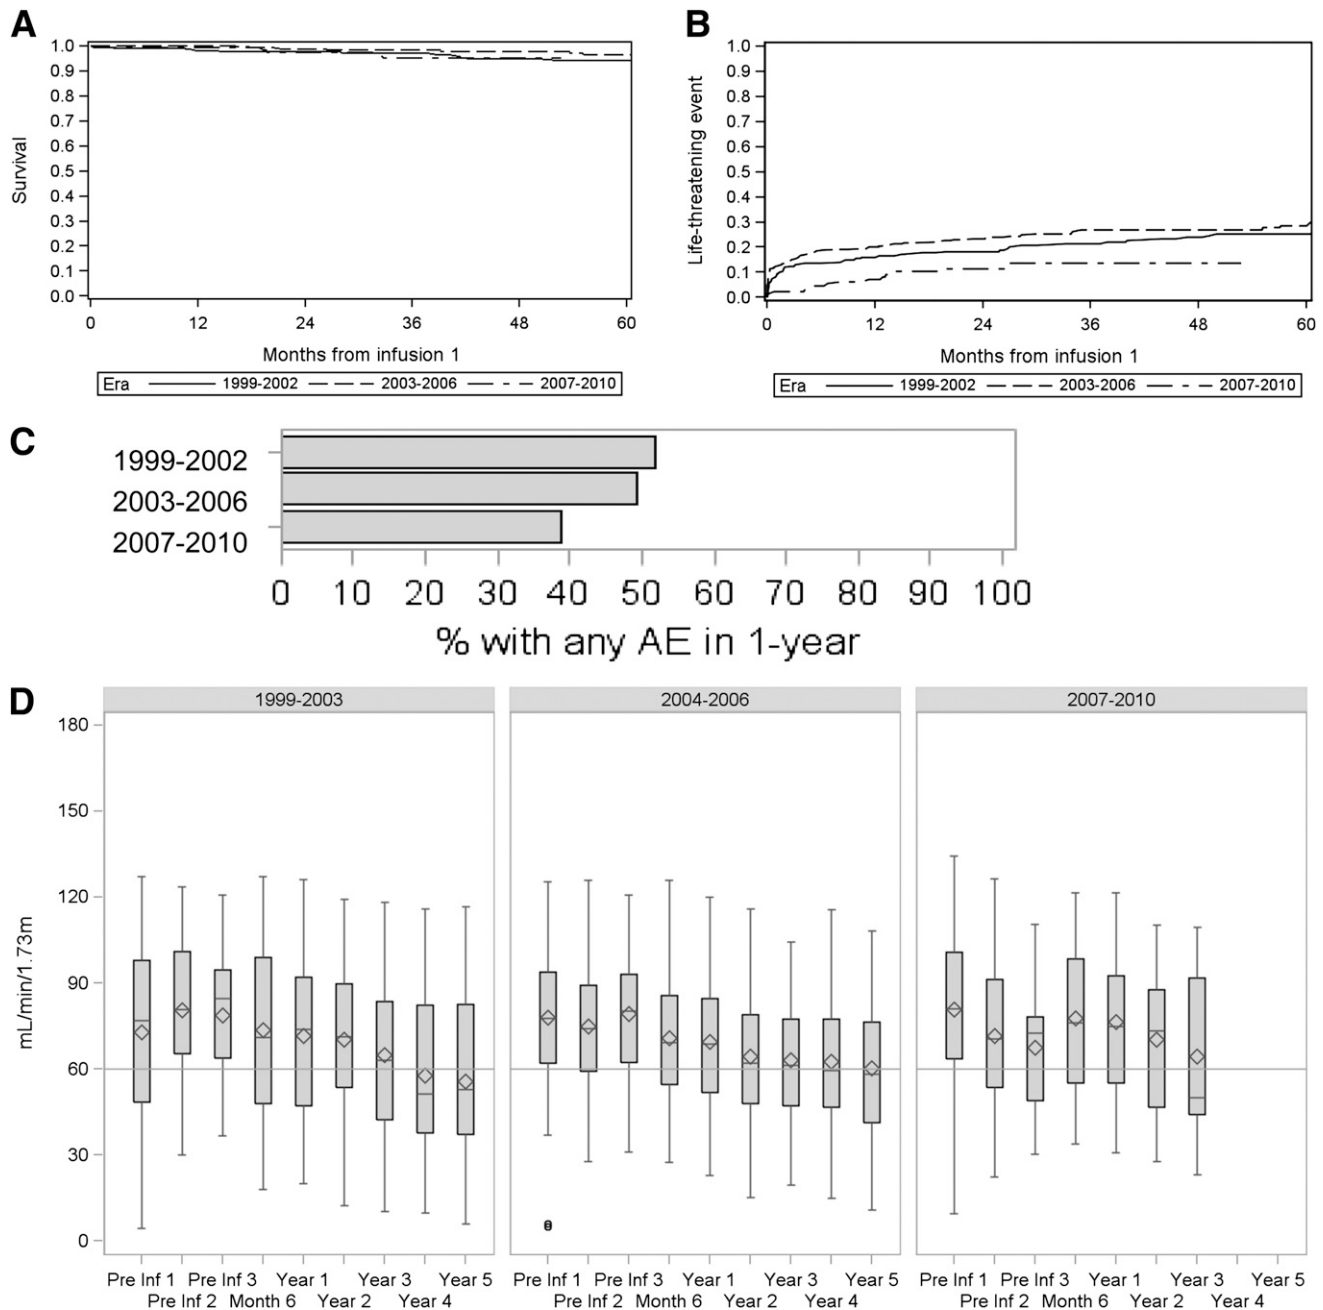 A
Survival
1.0
0.9
0.8
0.7
0.6
0.5
0.4
0.3
0.2
0.1
0.0
0 12 24 36 48 60
Months from infusion 1
Era 1999-2002 2003-2006 2007-2010
B
Life-threatening event
1.0
0.9
0.8
0.7
0.6
0.5
0.4
0.3
0.2
0.1
0.0
0 12 24 36 48 60
Months from infusion 1
Era 1999-2002 2003-2006 2007-2010
C
1999-2002
2003-2006
2007-2010
0 10 20 30 40 50 60 70 80 90 100
% with any AE in 1-year
D
1999-2003 2004-2006 2007-2010
mL/min/1.73m
180
150
120
90
60
30
0
Pre Inf 1 Pre Inf 3 Year 1 Year 3 Year 5 Pre Inf 1 Pre Inf 3 Year 1 Year 3 Year 5 Pre Inf 1 Pre Inf 3 Year 1 Year 3 Year 5
Pre Inf 2 Month 6 Year 2 Year 4 Pre Inf 2 Month 6 Year 2 Year 4 Pre Inf 2 Month 6 Year 2 Year 4